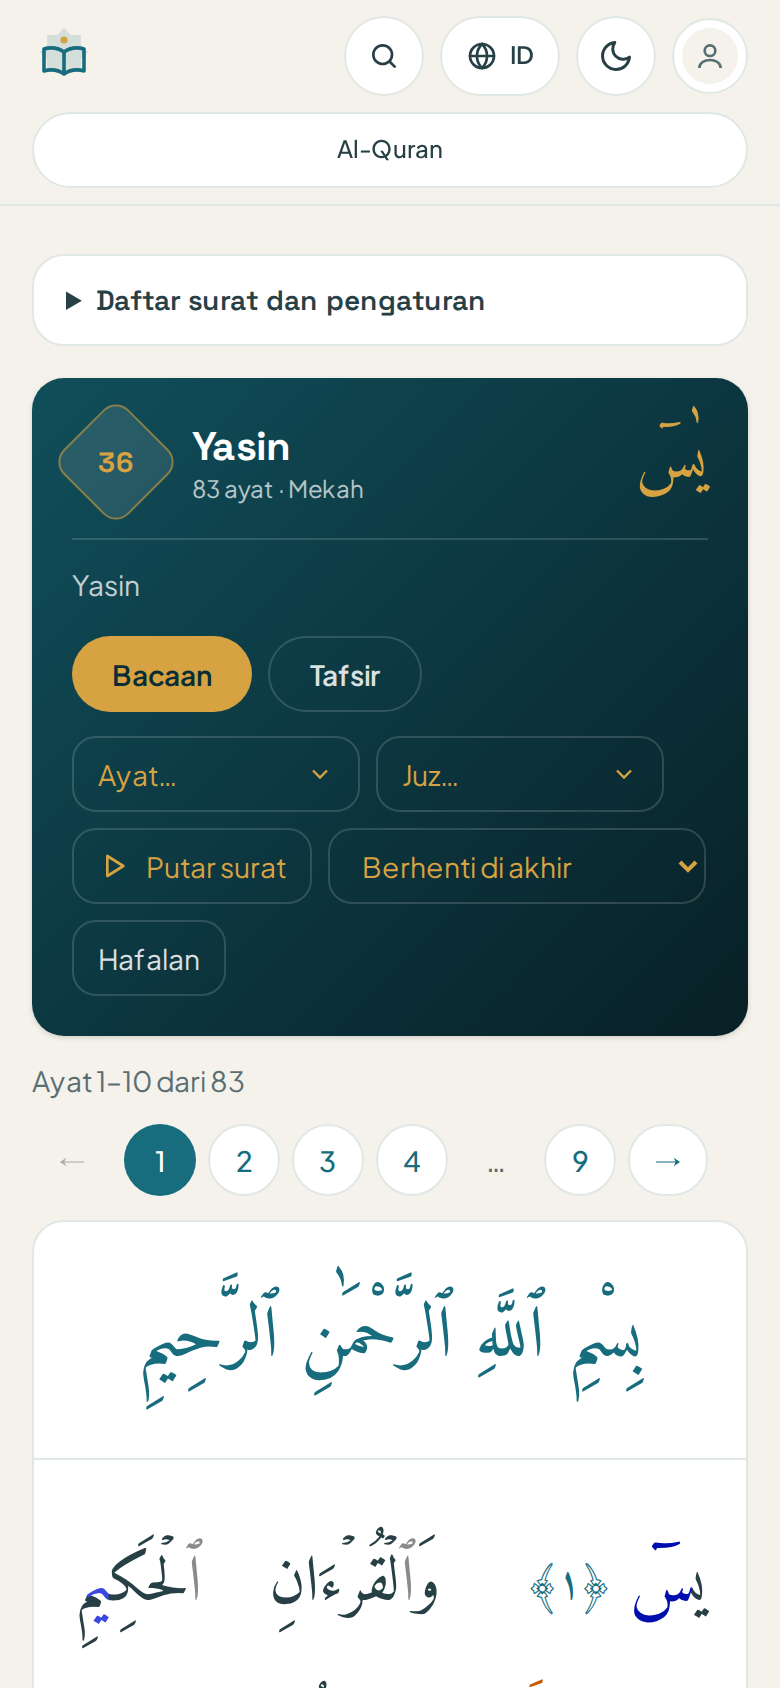 ID
Al-Quran
Daftar surat dan pengaturan
36
Yasin
يسٓ
83 ayat · Mekah
Yasin
Bacaan
Tafsir
Ayat...
Juz...
Putar surat
Berhenti di akhir
Hafalan
Ayat 1–10 dari 83
← 1 2 3 4 … 9 →
بِسْمِ ٱللَّهِ ٱلرَّحْمَٰنِ ٱلرَّحِيمِ
يسٓ ﴿١﴾ وَٱلْقُرْءَانِ ٱلْحَكِيمِ